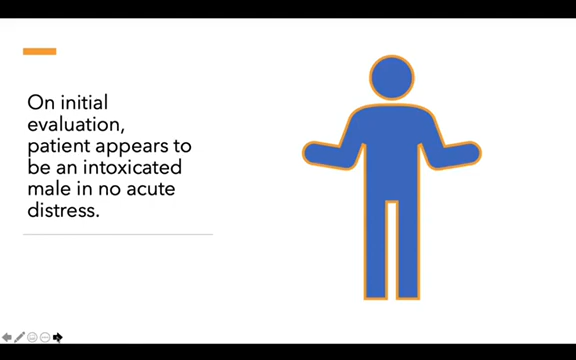 On initial
evaluation,
patient appears to
be an intoxicated
male in no acute
distress.